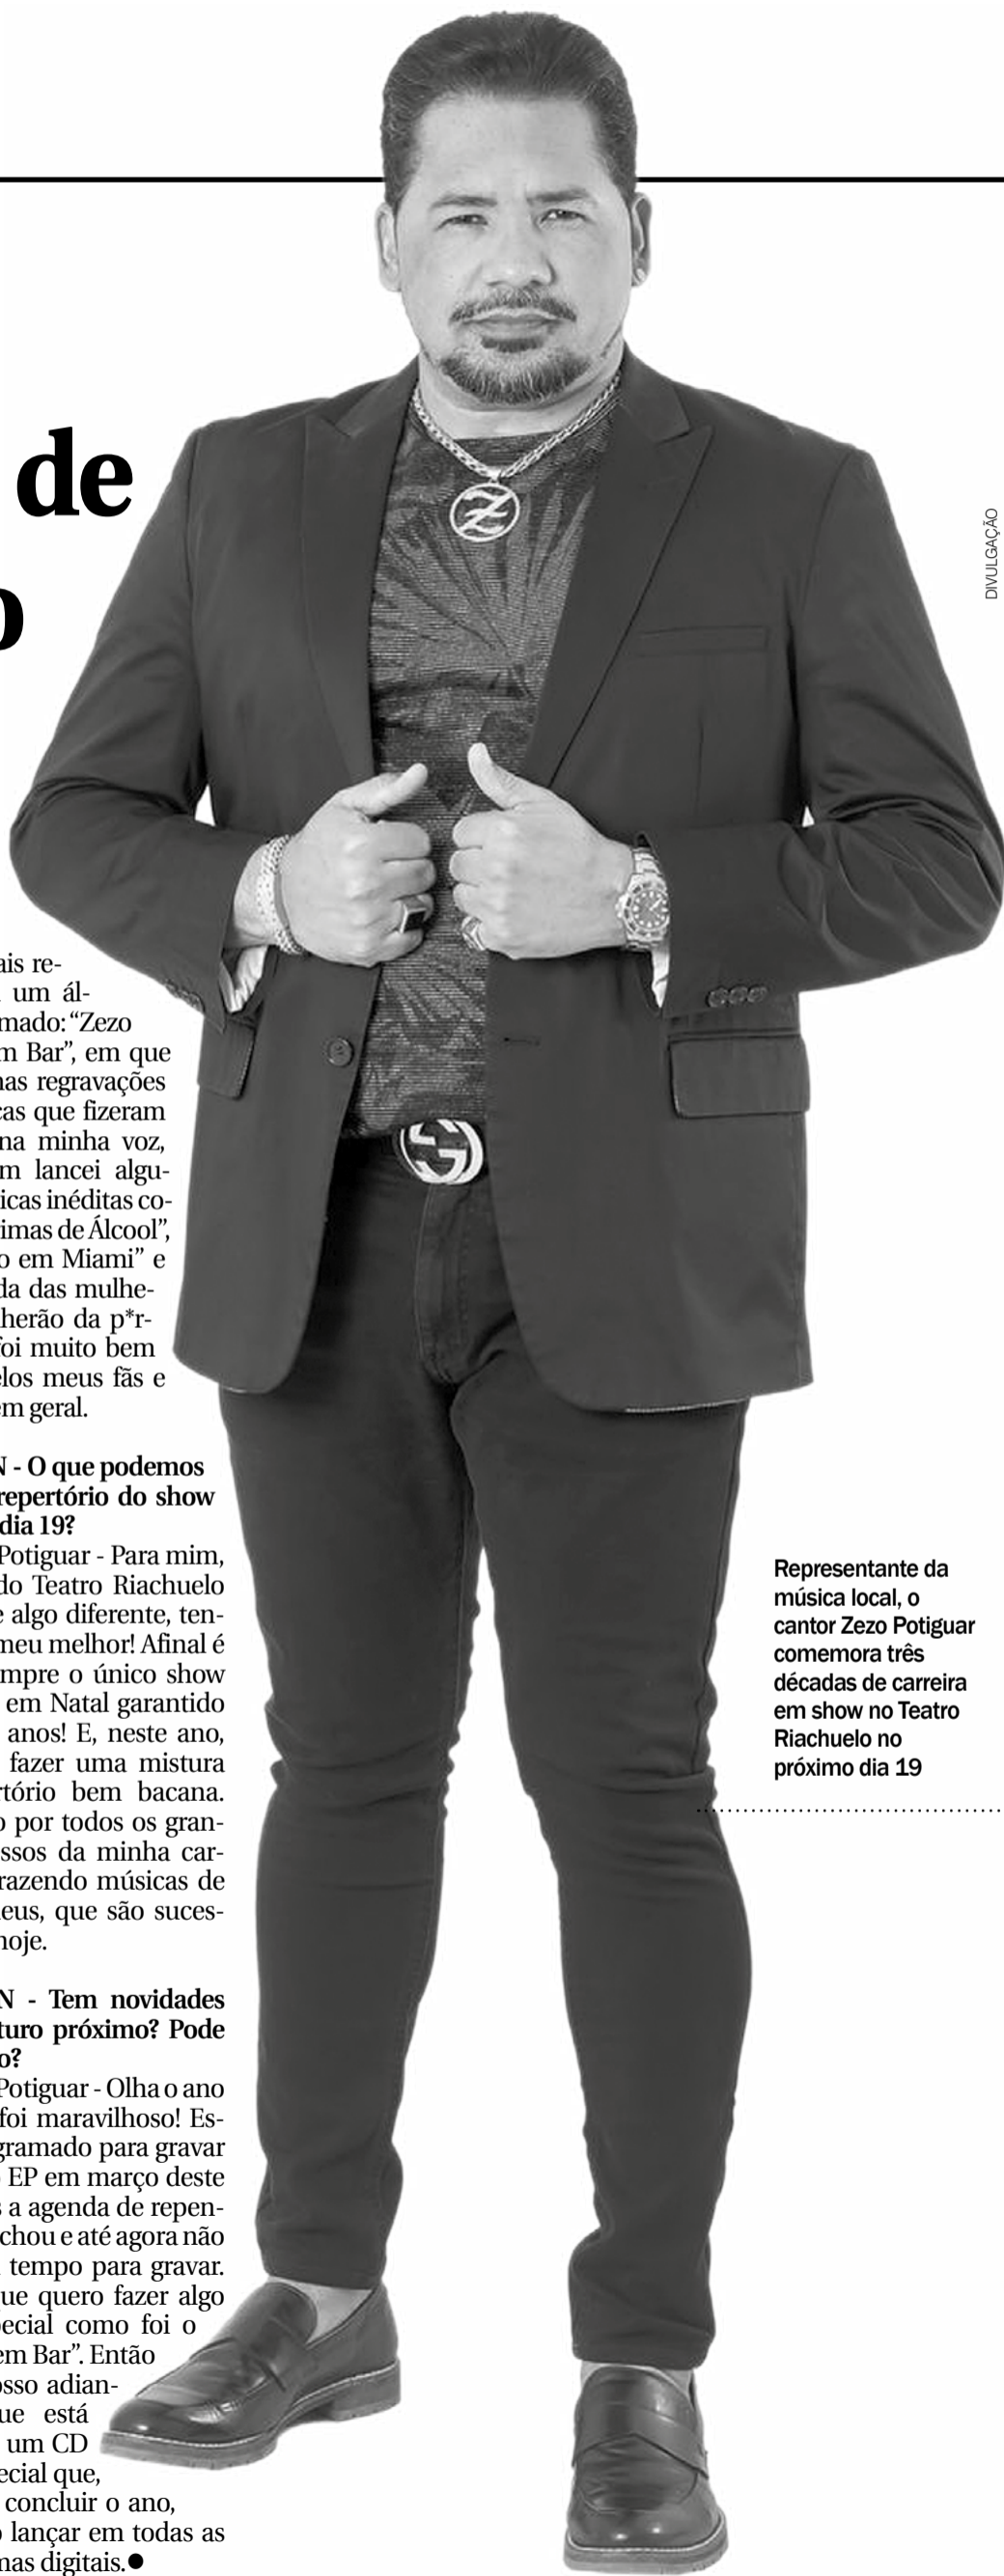 de
o
DIVULGAÇÃO
ais re-
um ál-
mado: “Zezo
m Bar”, em que
nas regravações
cas que fizeram
na minha voz,
m lancei algu-
icas inéditas co-
rimas de Álcool”,
o em Miami” e
da das mulhe-
lherão da p*r-
foi muito bem
elos meus fãs e
em geral.
N - O que podemos
repertório do show
dia 19?
Potiguar - Para mim,
do Teatro Riachuelo
e algo diferente, ten-
meu melhor! Afinal é
mpre o único show
em Natal garantido
anos! E, neste ano,
fazer uma mistura
rtório bem bacana.
o por todos os gran-
ssos da minha car-
razendo músicas de
eus, que são suces-
hoje.
N - Tem novidades
turo próximo? Pode
o?
Potiguar - Olha o ano
foi maravilhoso! Es-
gramado para gravar
EP em março deste
s a agenda de repen-
chou e até agora não
tempo para gravar.
ue quero fazer algo
pecial como foi o
em Bar”. Então
osso adian-
ue está
um CD
ecial que,
concluir o ano,
o lançar em todas as
mas digitais.●
Representante da
música local, o
cantor Zezo Potiguar
comemora três
décadas de carreira
em show no Teatro
Riachuelo no
próximo dia 19